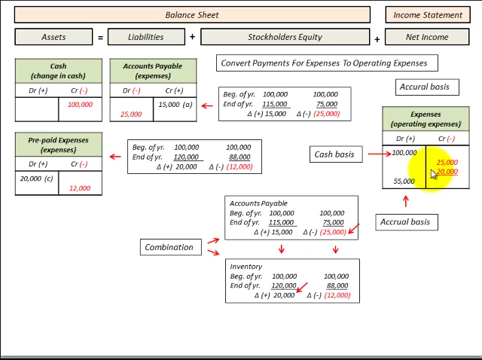 Balance Sheet
Income Statement
Assets = Liabilities + Stockholders Equity + Net Income
Convert Payments For Expenses To Operating Expenses
Cash
(change in cash)
Dr (+) Cr (-)
100,000
Accounts Payable
(expenses)
Dr (-) Cr (+)
15,000 (a)
25,000
Beg. of yr. 100,000 100,000
End of yr. 115,000 75,000
Δ (+) 15,000 Δ (-) (25,000)
Accural basis
Expenses
(operating expenses)
Dr (+) Cr (-)
100,000
25,000
20,000
55,000
Pre-paid Expenses
(expenses)
Dr (+) Cr (-)
20,000 (c)
12,000
Beg. of yr. 100,000 100,000
End of yr. 120,000 88,000
Δ (+) 20,000 Δ (-) (12,000)
Cash basis
Accrual basis
Combination
Accounts Payable
Beg. of yr. 100,000 100,000
End of yr. 115,000 75,000
Δ (+) 15,000 Δ (-) (25,000)
Inventory
Beg. of yr. 100,000 100,000
End of yr. 120,000 88,000
Δ (+) 20,000 Δ (-) (12,000)